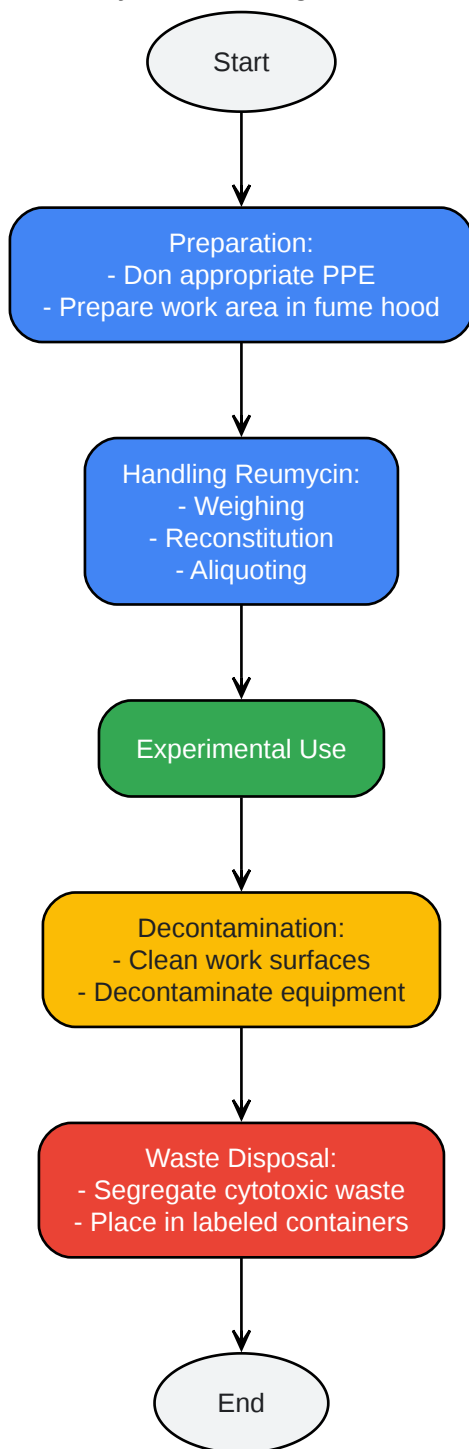 Start
Preparation:
- Don appropriate PPE
- Prepare work area in fume hood
Handling Reumycin:
- Weighing
- Reconstitution
- Aliquoting
Experimental Use
Decontamination:
- Clean work surfaces
- Decontaminate equipment
Waste Disposal:
- Segregate cytotoxic waste
- Place in labeled containers
End